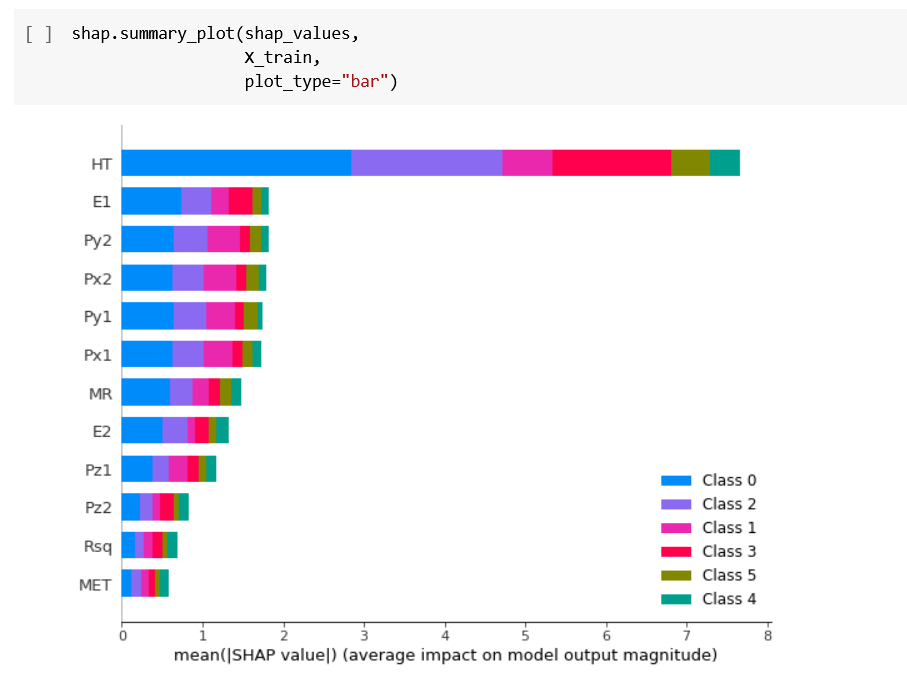 [ ] shap.summary_plot(shap_values,
X_train,
plot_type="bar")
HT
E1
Py2
Px2
Py1
Px1
MR
E2
Pz1
Pz2
Rsq
MET
Class 0
Class 2
Class 1
Class 3
Class 5
Class 4
0 1 2 3 4 5 6 7 8
mean(|SHAP value|) (average impact on model output magnitude)